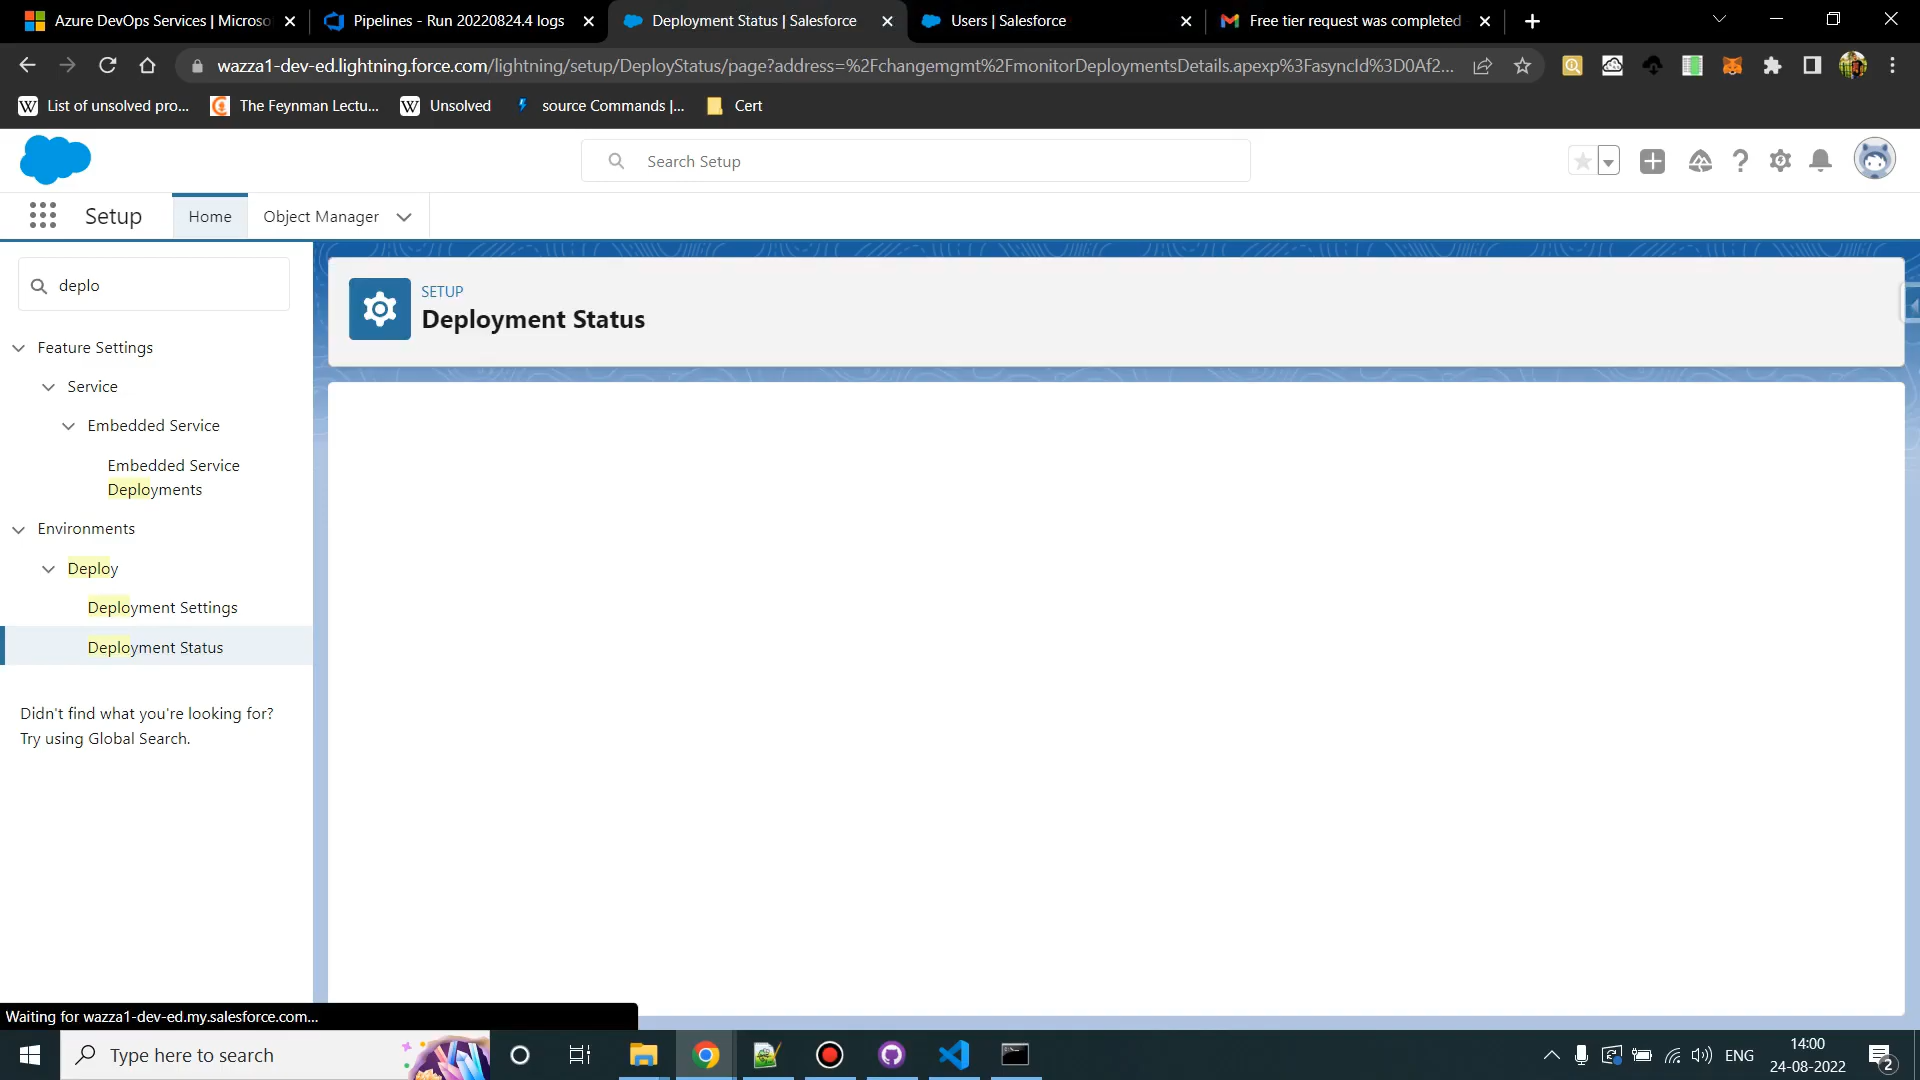 Azure DevOps Services | Microso
Pipelines - Run 20220824.4 logs
Deployment Status | Salesforce
Users | Salesforce
Free tier request was completed
wazza1-dev-ed.lightning.force.com/lightning/setup/DeployStatus/page?address=%2Fchangemgmt%2FmonitorDeploymentsDetails.apexp%3FasyncId%3D0Af2...
List of unsolved pro...
The Feynman Lectu...
Unsolved
source Commands |...
Cert
Search Setup
Setup
Home
Object Manager
deplo
SETUP
Deployment Status
Feature Settings
Service
Embedded Service
Embedded Service
Deployments
Environments
Deploy
Deployment Settings
Deployment Status
Didn't find what you're looking for?
Try using Global Search.
Waiting for wazza1-dev-ed.my.salesforce.com...
Type here to search
ENG
14:00
24-08-2022
2